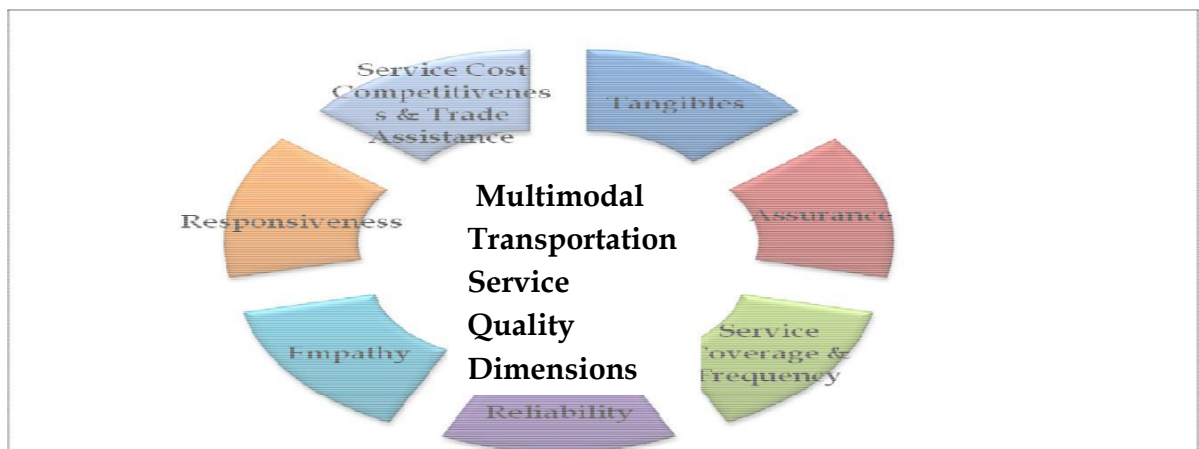 Service Cost
Competitivenes
s & Trade
Assistance
Tangibles
Multimodal
Transportation
Service
Quality
Dimensions
Responsiveness
Assurance
Empathy
Service
Coverage &
Frequency
Reliability